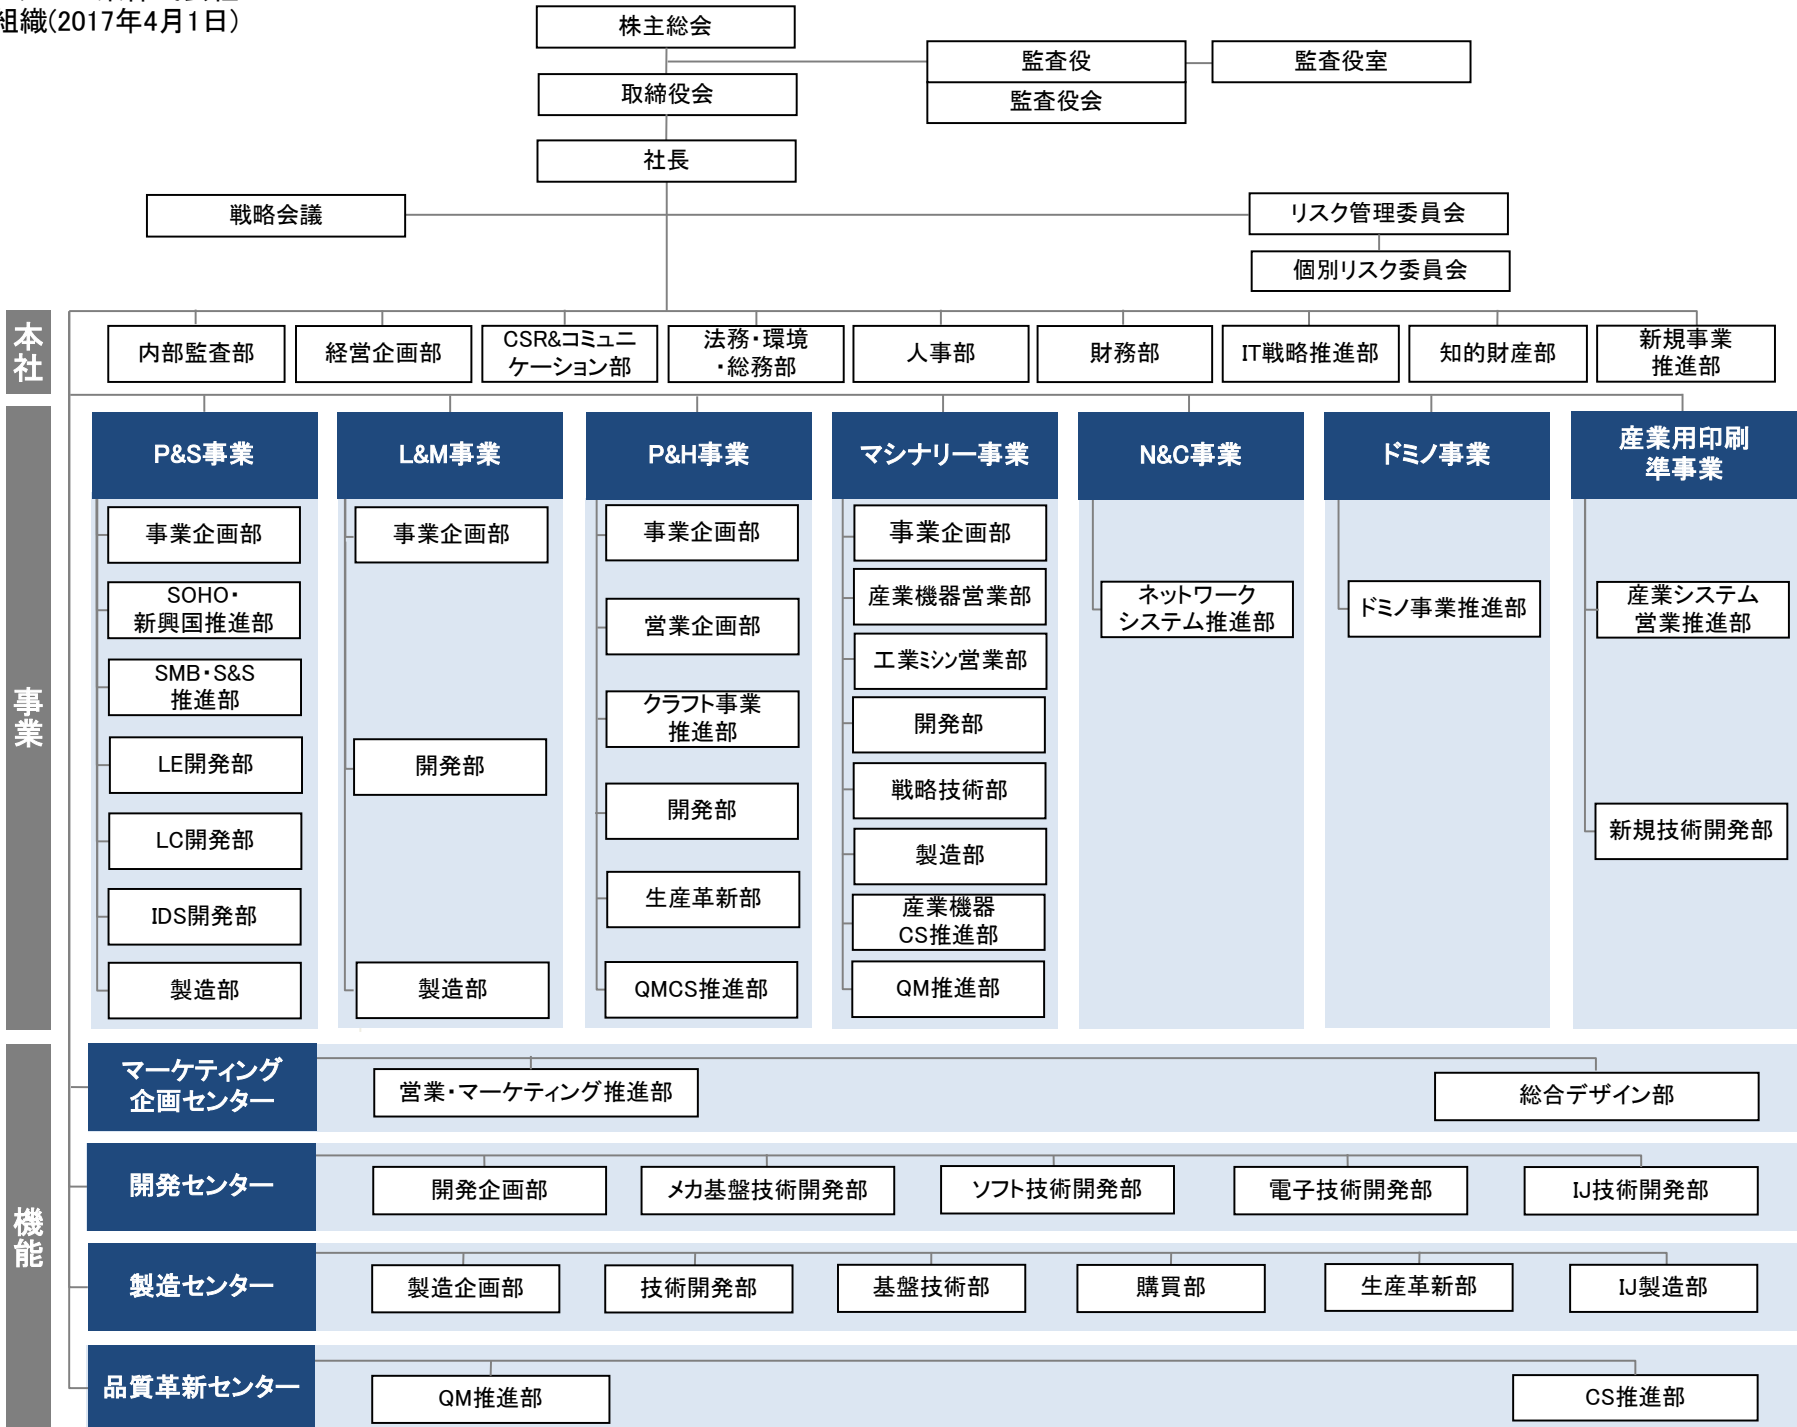 組織(2017年4月1日)
株主総会
監査役
監査役室
取締役会
監査役会
社長
戦略会議
リスク管理委員会
個別リスク委員会
本社
内部監査部
経営企画部
CSR&コミュニ
ケーション部
法務・環境
・総務部
人事部
財務部
IT戦略推進部
知的財産部
新規事業
推進部
事業
P&S事業
事業企画部
SOHO・
新興国推進部
SMB・S&S
推進部
LE開発部
LC開発部
IDS開発部
製造部
L&M事業
事業企画部
開発部
製造部
P&H事業
事業企画部
営業企画部
クラフト事業
推進部
開発部
生産革新部
QMCS推進部
マシナリー事業
事業企画部
産業機器営業部
工業ミシン営業部
開発部
戦略技術部
製造部
産業機器
CS推進部
QM推進部
N&C事業
ネットワーク
システム推進部
ドミノ事業
ドミノ事業推進部
産業用印刷
準事業
産業システム
営業推進部
新規技術開発部
機能
マーケティング
企画センター
営業・マーケティング推進部
総合デザイン部
開発センター
開発企画部
メカ基盤技術開発部
ソフト技術開発部
電子技術開発部
IJ技術開発部
製造センター
製造企画部
技術開発部
基盤技術部
購買部
生産革新部
IJ製造部
品質革新センター
QM推進部
CS推進部